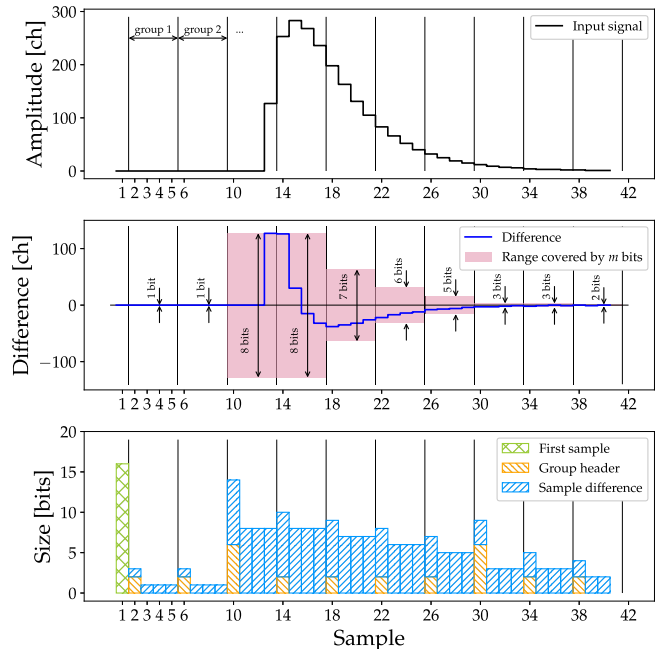 300
200
100
0
Amplitude [ch]
group 1
group 2
...
Input signal
1 2 3 4 5 6 10 14 18 22 26 30 34 38 42
100
0
−100
Difference [ch]
Difference
Range covered by m bits
1 bit
1 bit
8 bits
8 bits
7 bits
6 bits
5 bits
3 bits
3 bits
2 bits
1 2 3 4 5 6 10 14 18 22 26 30 34 38 42
20
15
10
5
0
Size [bits]
First sample
Group header
Sample difference
1 2 3 4 5 6 10 14 18 22 26 30 34 38 42
Sample